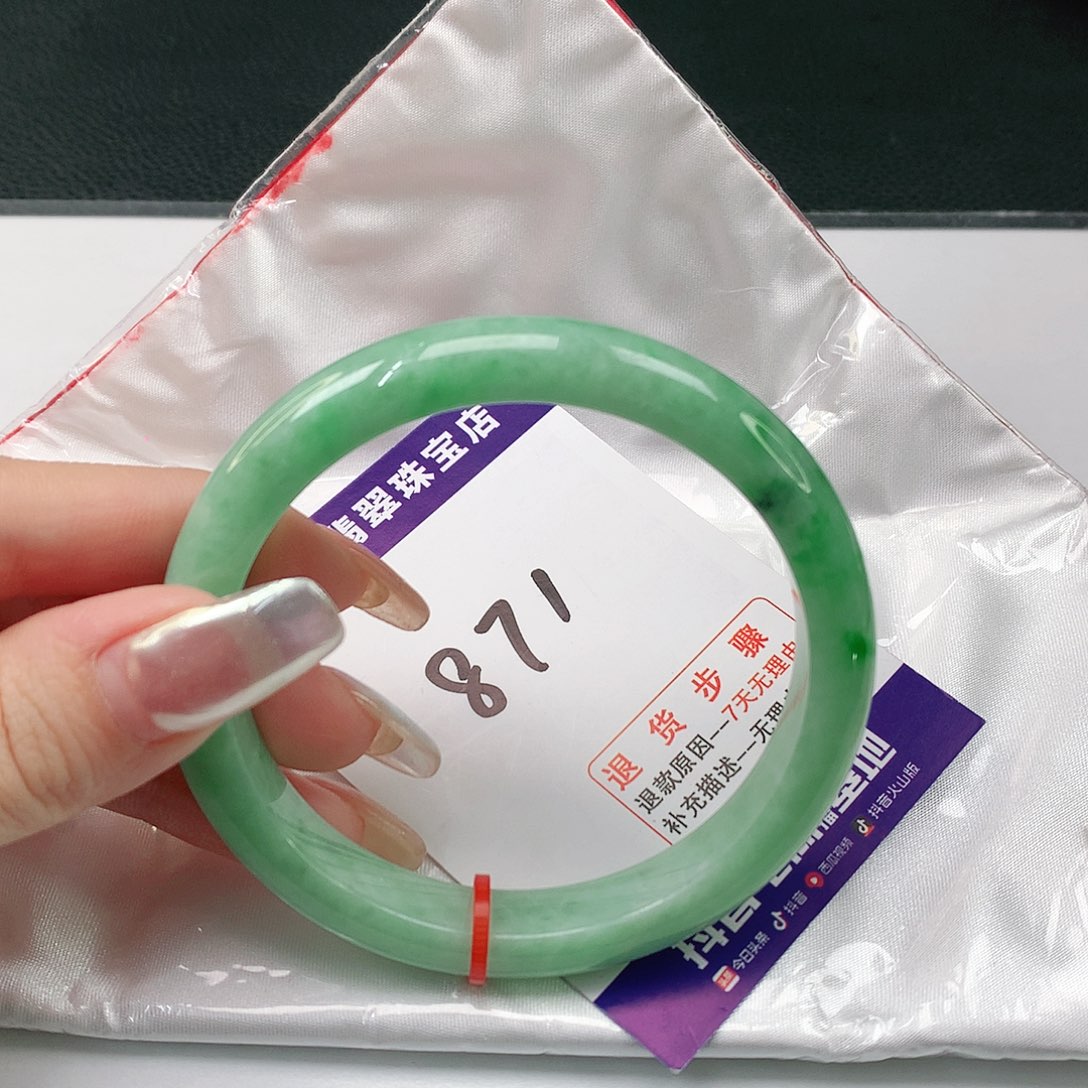 翡翠珠宝店
871
退货步骤
退款原因--7天无理由
补充描述--无理
今日头条 抖音 西瓜视频 抖音火山版